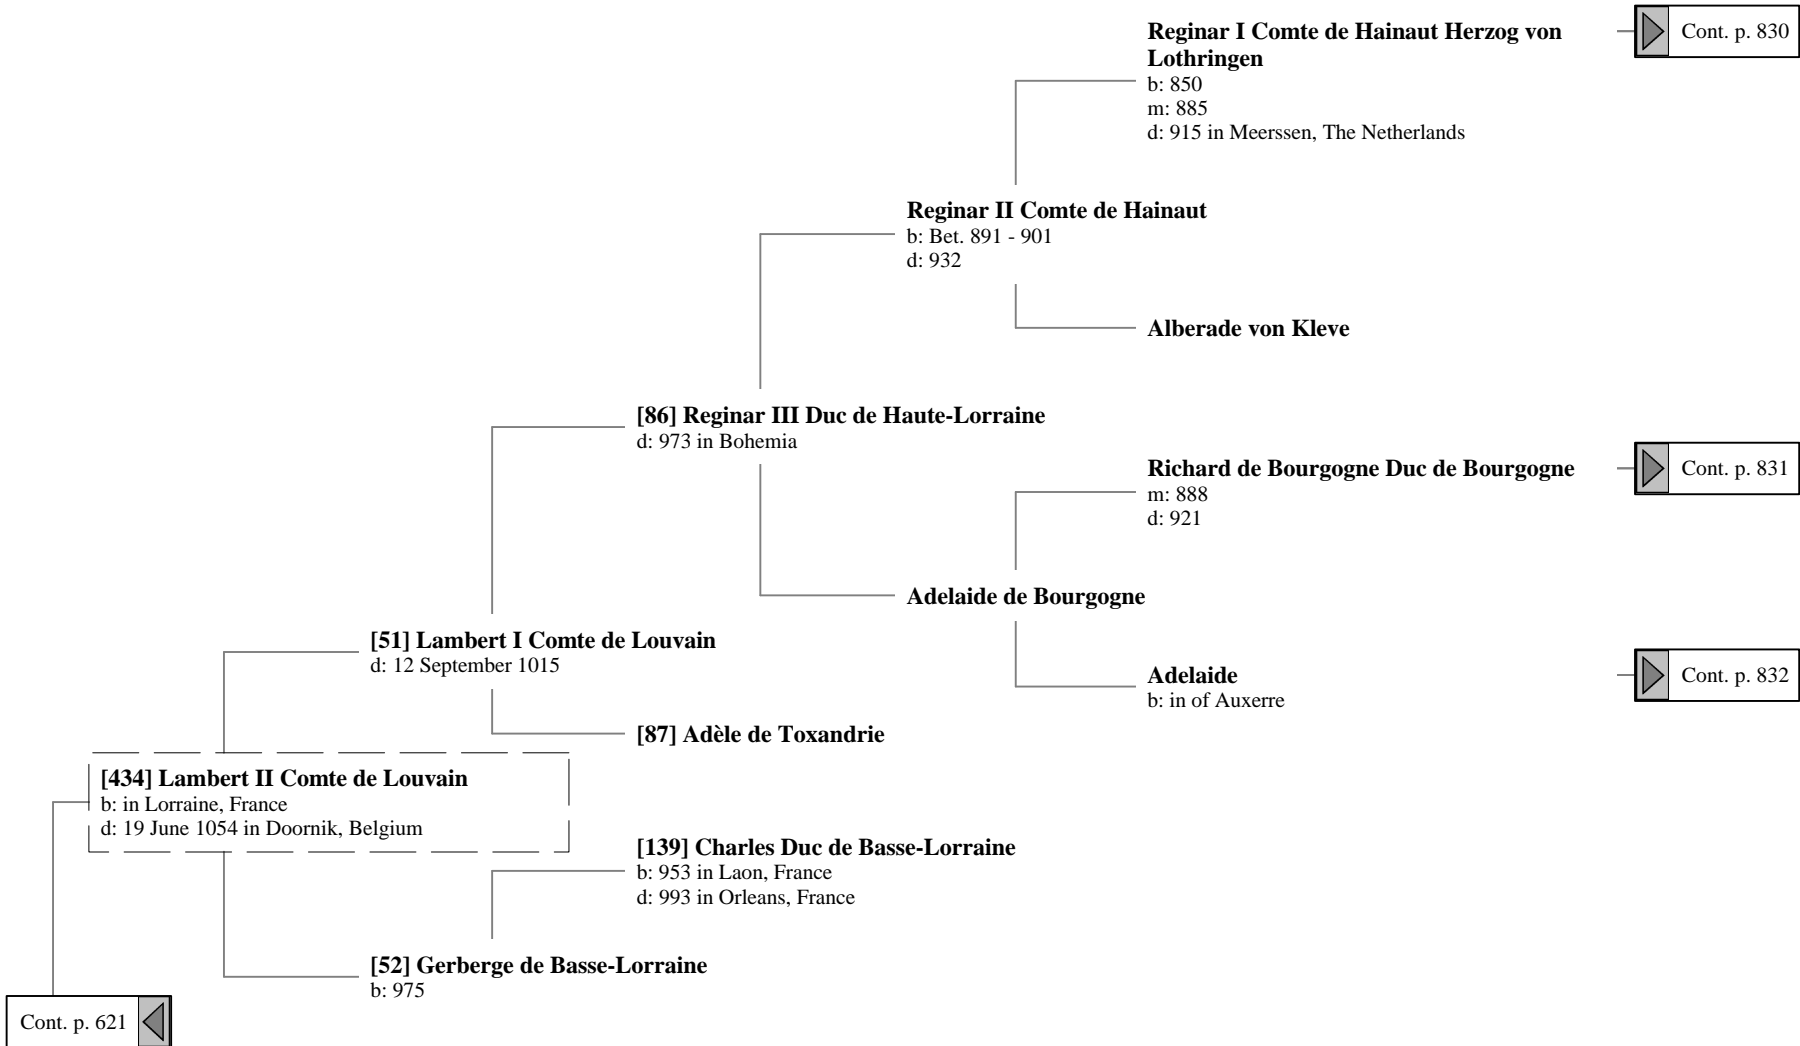 Reginar I Comte de Hainaut Herzog von
Lothringen
b: 850
m: 885
d: 915 in Meerssen, The Netherlands
Cont. p. 830
Reginar II Comte de Hainaut
b: Bet. 891 - 901
d: 932
Alberade von Kleve
[86] Reginar III Duc de Haute-Lorraine
d: 973 in Bohemia
Richard de Bourgogne Duc de Bourgogne
m: 888
d: 921
Cont. p. 831
Adelaide de Bourgogne
[51] Lambert I Comte de Louvain
d: 12 September 1015
Adelaide
b: in of Auxerre
Cont. p. 832
[87] Adèle de Toxandrie
[434] Lambert II Comte de Louvain
b: in Lorraine, France
d: 19 June 1054 in Doornik, Belgium
[139] Charles Duc de Basse-Lorraine
b: 953 in Laon, France
d: 993 in Orleans, France
[52] Gerberge de Basse-Lorraine
b: 975
Cont. p. 621